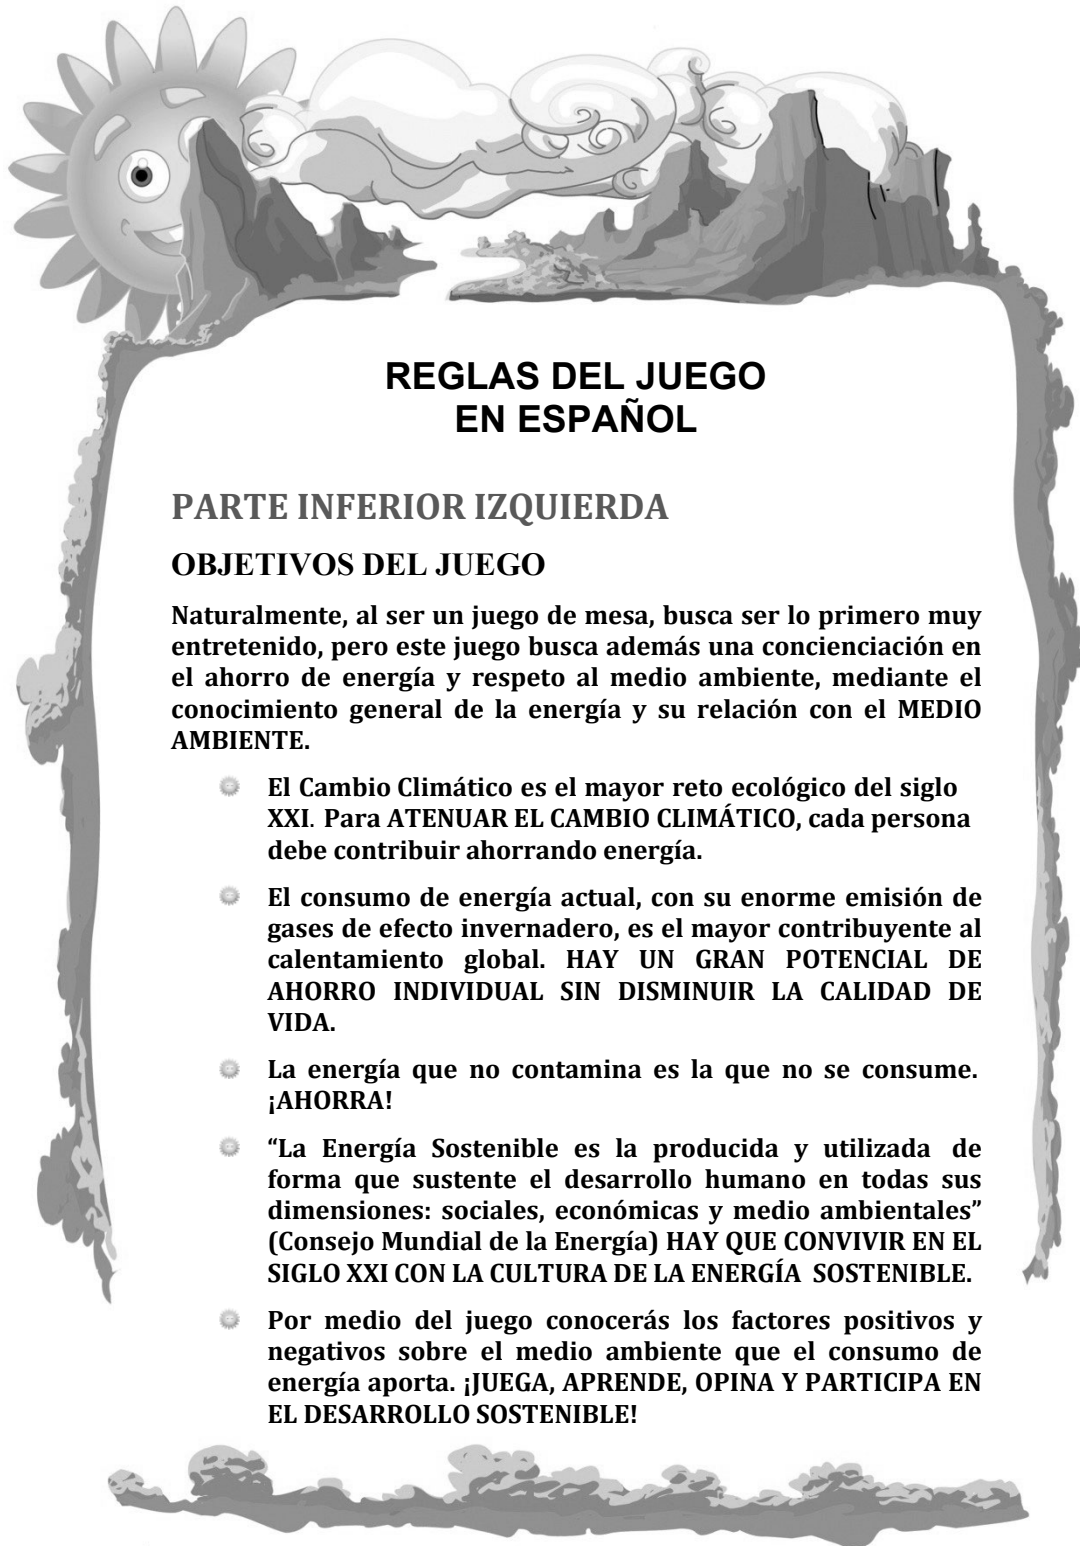 REGLAS DEL JUEGO
EN ESPAÑOL
PARTE INFERIOR IZQUIERDA
OBJETIVOS DEL JUEGO
Naturalmente, al ser un juego de mesa, busca ser lo primero muy
entretenido, pero este juego busca además una concienciación en
el ahorro de energía y respeto al medio ambiente, mediante el
conocimiento general de la energía y su relación con el MEDIO
AMBIENTE.
El Cambio Climático es el mayor reto ecológico del siglo
XXI. Para ATENUAR EL CAMBIO CLIMÁTICO, cada persona
debe contribuir ahorrando energía.
El consumo de energía actual, con su enorme emisión de
gases de efecto invernadero, es el mayor contribuyente al
calentamiento global. HAY UN GRAN POTENCIAL DE
AHORRO INDIVIDUAL SIN DISMINUIR LA CALIDAD DE
VIDA.
La energía que no contamina es la que no se consume.
¡AHORRA!
“La Energía Sostenible es la producida y utilizada de
forma que sustente el desarrollo humano en todas sus
dimensiones: sociales, económicas y medio ambientales”
(Consejo Mundial de la Energía) HAY QUE CONVIVIR EN EL
SIGLO XXI CON LA CULTURA DE LA ENERGÍA SOSTENIBLE.
Por medio del juego conocerás los factores positivos y
negativos sobre el medio ambiente que el consumo de
energía aporta. ¡JUEGA, APRENDE, OPINA Y PARTICIPA EN
EL DESARROLLO SOSTENIBLE!